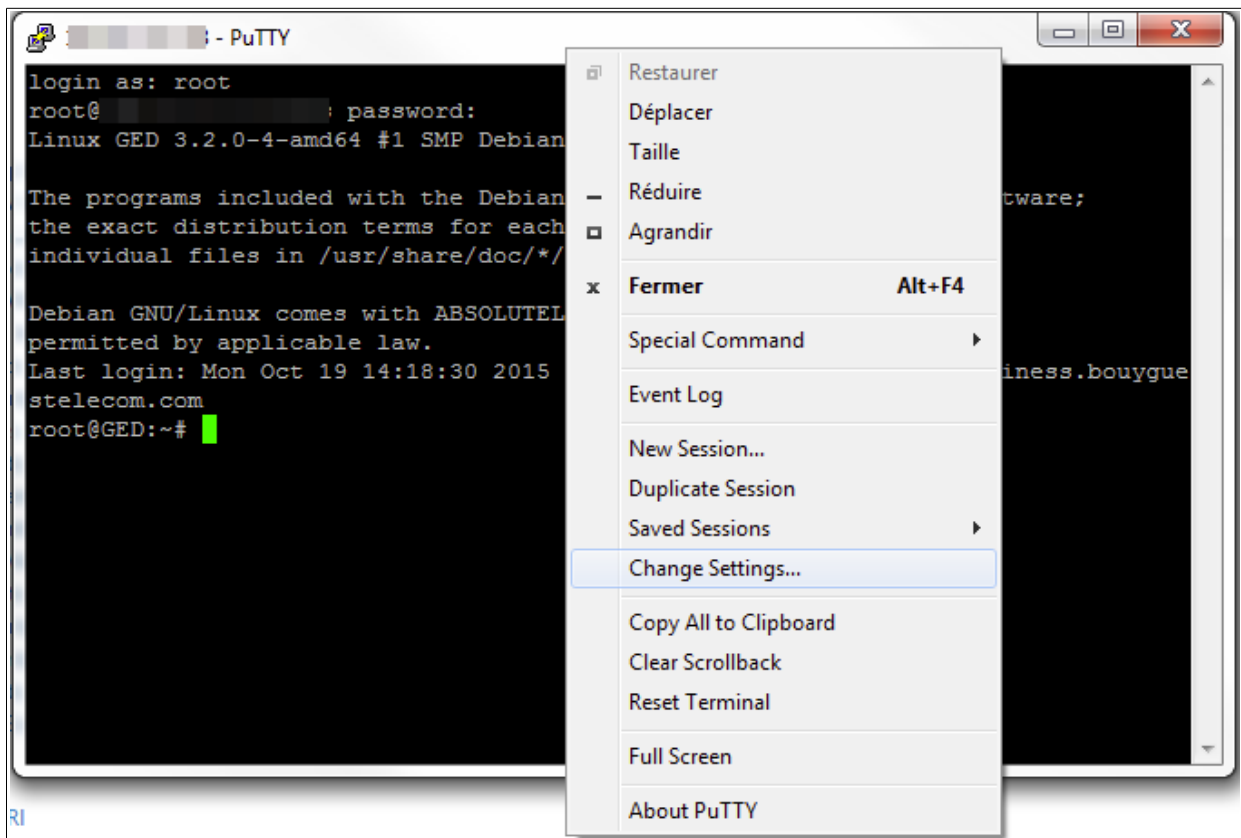 - PuTTY
login as: root
root@ password:
Linux GED 3.2.0-4-amd64 #1 SMP Debian
The programs included with the Debian tware;
the exact distribution terms for each
individual files in /usr/share/doc/*/
Debian GNU/Linux comes with ABSOLUTEL
permitted by applicable law.
Last login: Mon Oct 19 14:18:30 2015 iness.bouygue
stelecom.com
root@GED:~#
Restaurer
Déplacer
Taille
Réduire
Agrandir
Fermer Alt+F4
Special Command
Event Log
New Session...
Duplicate Session
Saved Sessions
Change Settings...
Copy All to Clipboard
Clear Scrollback
Reset Terminal
Full Screen
About PuTTY
RI